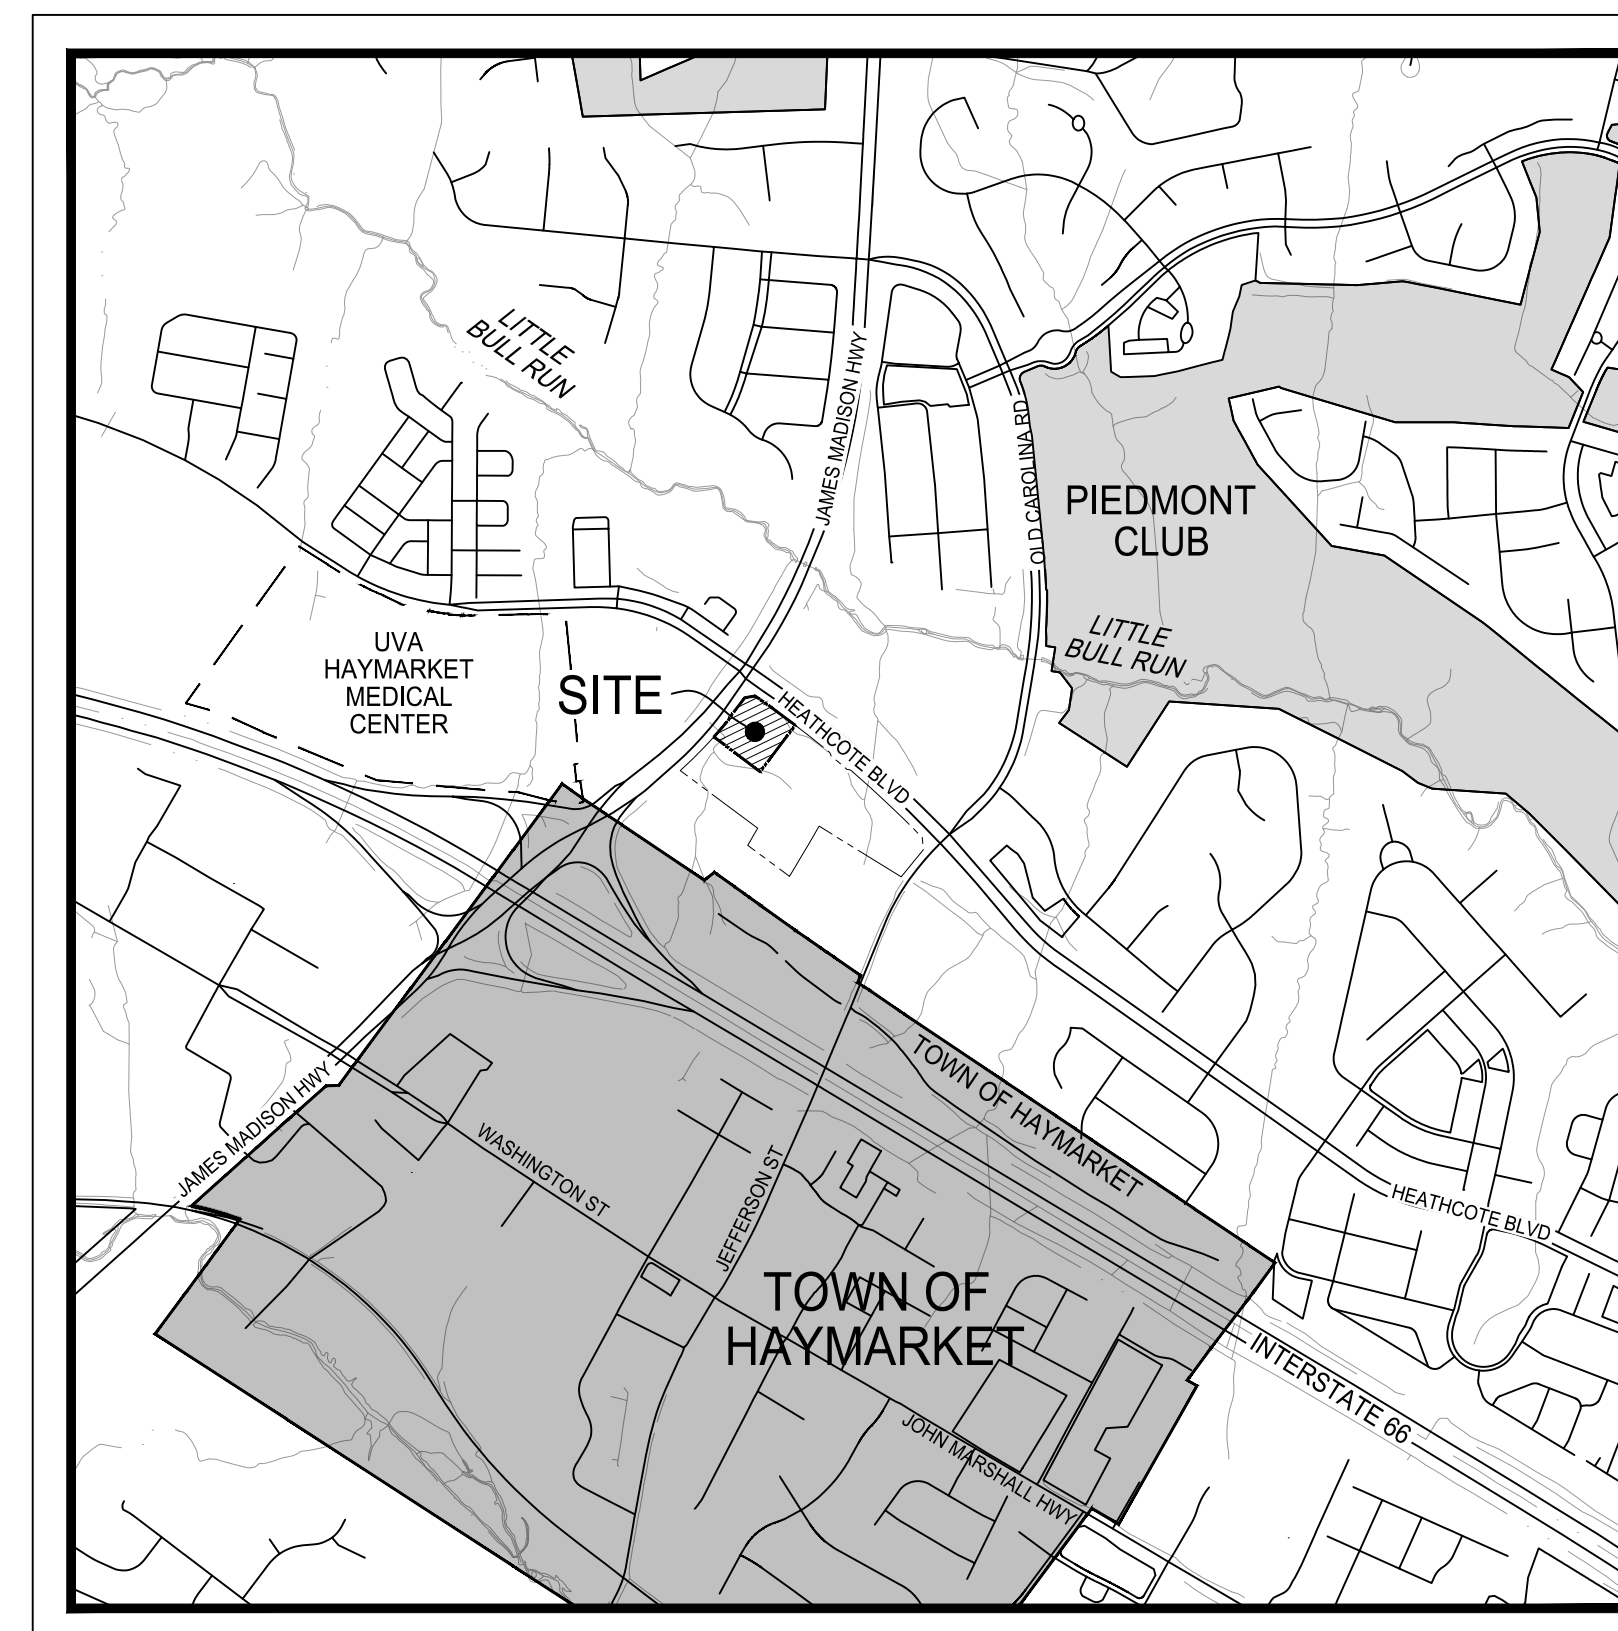 LITTLE
BULL RUN
JAMES MADISON HWY
OLD CAROLINA RD
PIEDMONT
CLUB
LITTLE
BULL RUN
UVA
HAYMARKET
MEDICAL
CENTER
SITE
HEATHCOTE BLVD
TOWN OF HAYMARKET
JAMES MADISON HWY
WASHINGTON ST
JEFFERSON ST
HEATHCOTE BLVD
TOWN OF
HAYMARKET
INTERSTATE 66
JOHN MARSHALL HWY